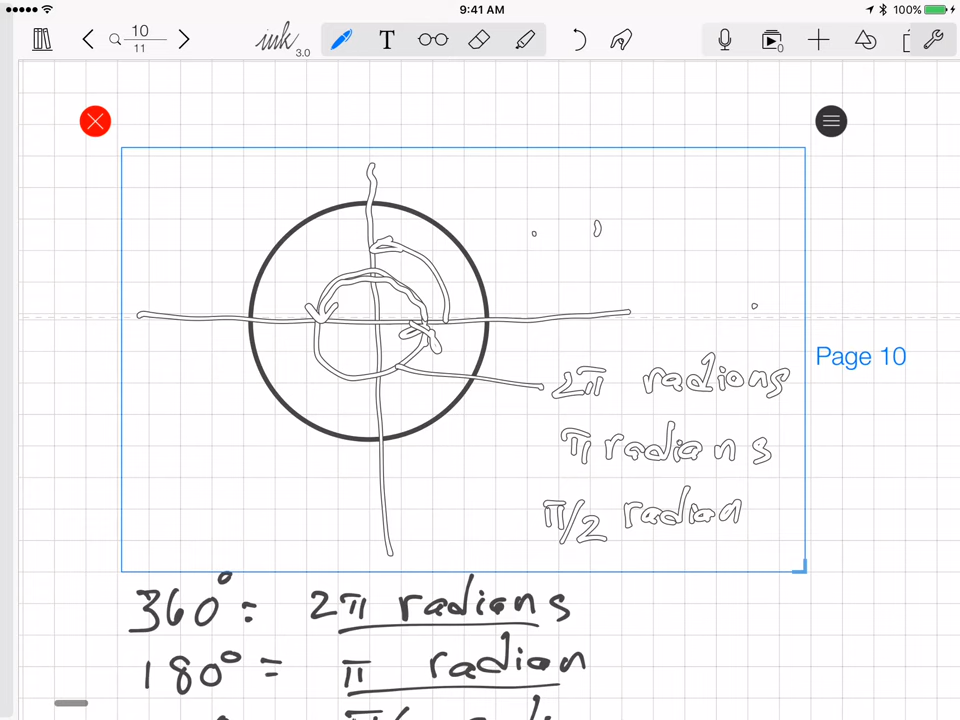 9:41 AM
100%
10
11
ink
3.0
T
0
Page 10
2π radians
π radians
π/2 radian
360° = 2π radians
180° = π radian